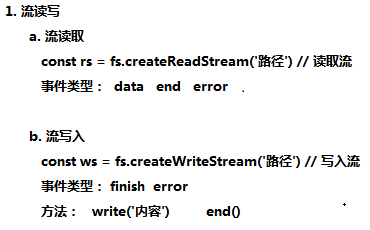 1. 流读写
a. 流读取
const rs = fs.createReadStream('路径') // 读取流
事件类型： data end error .
b. 流写入
const ws = fs.createWriteStream('路径') // 写入流
事件类型： finish error
方法： write('内容') end()